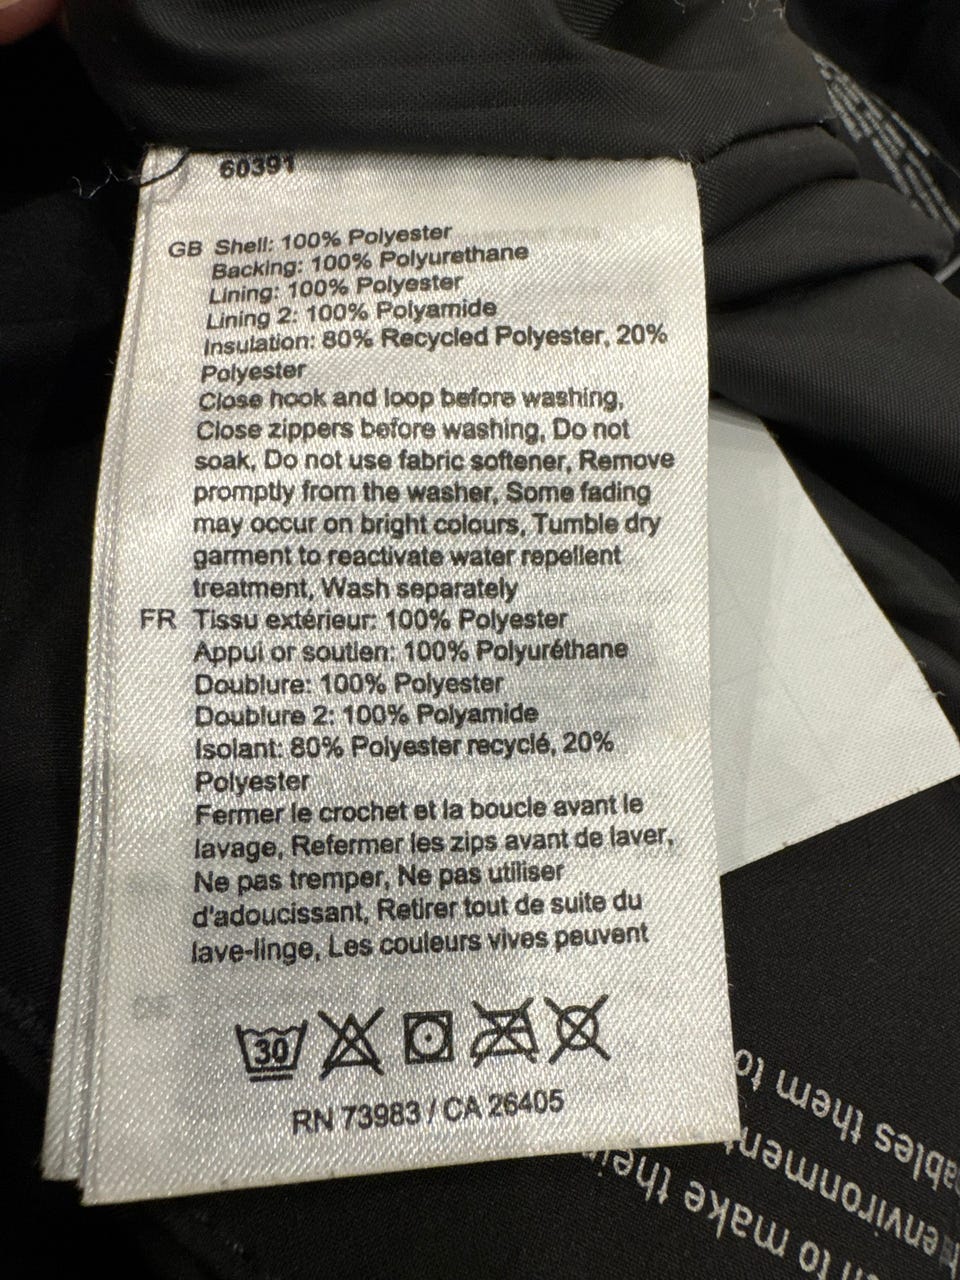 60391
GB Shell: 100% Polyester
Backing: 100% Polyurethane
Lining: 100% Polyester
Lining 2: 100% Polyamide
Insulation: 80% Recycled Polyester, 20%
Polyester
Close hook and loop before washing,
Close zippers before washing, Do not
soak, Do not use fabric softener, Remove
promptly from the washer, Some fading
may occur on bright colours, Tumble dry
garment to reactivate water repellent
treatment, Wash separately
FR Tissu extérieur: 100% Polyester
Appui or soutien: 100% Polyuréthane
Doublure: 100% Polyester
Doublure 2: 100% Polyamide
Isolant: 80% Polyester recyclé, 20%
Polyester
Fermer le crochet et la boucle avant le
lavage, Refermer les zips avant de laver,
Ne pas tremper, Ne pas utiliser
d'adoucissant, Retirer tout de suite du
lave-linge, Les couleurs vives peuvent
30
RN 73983 / CA 26405
to make their
environment
them to